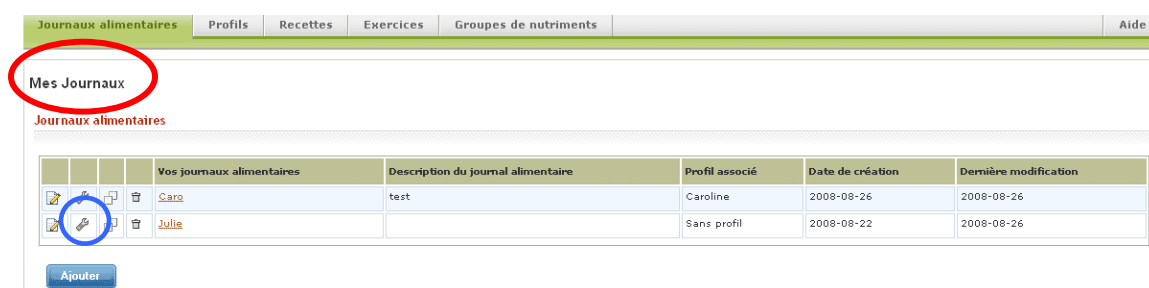 Journaux alimentaires Profils Recettes Exercices Groupes de nutriments Aide
Mes Journaux
Journaux alimentaires
Vos journaux alimentaires Description du journal alimentaire Profil associé Date de création Dernière modification
Caro test Caroline 2008-08-26 2008-08-26
Julie Sans profil 2008-08-22 2008-08-26
Ajouter